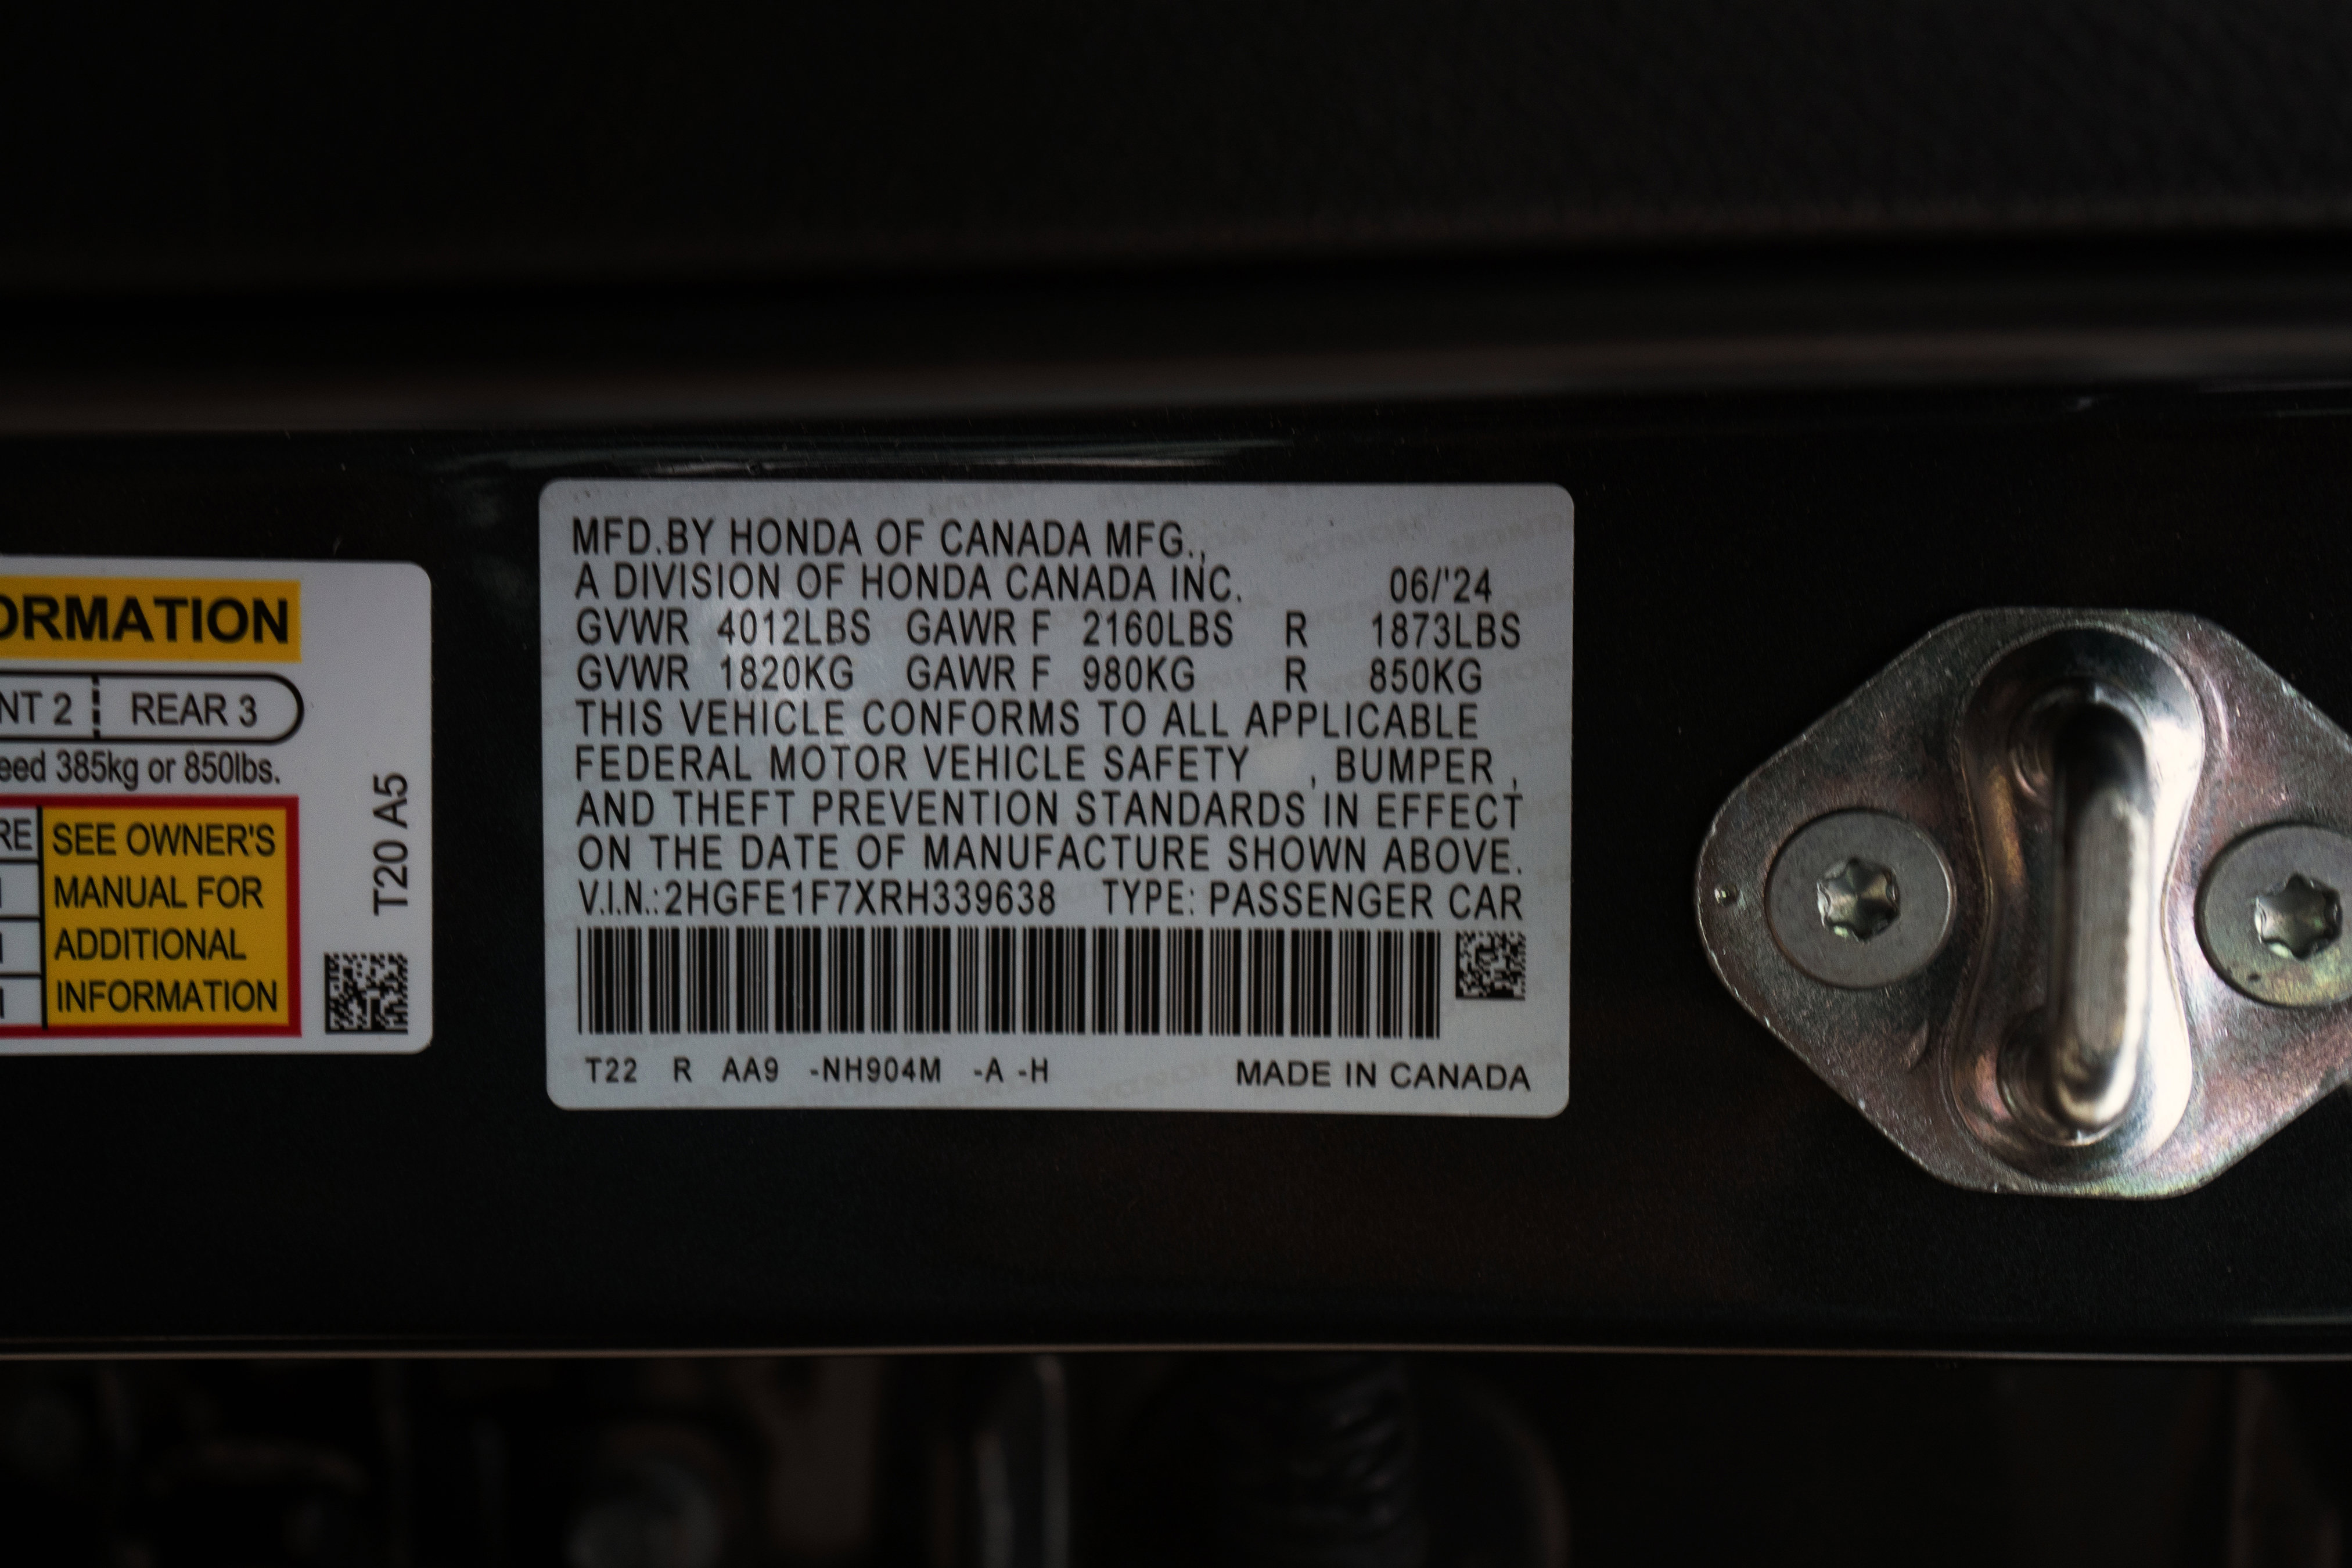 ORMATION
NT 2 REAR 3
eed 385kg or 850lbs.
RE SEE OWNER'S
MANUAL FOR
ADDITIONAL
INFORMATION
T20 A5
MFD.BY HONDA OF CANADA MFG.,
A DIVISION OF HONDA CANADA INC. 06/'24
GVWR 4012LBS GAWR F 2160LBS R 1873LBS
GVWR 1820KG GAWR F 980KG R 850KG
THIS VEHICLE CONFORMS TO ALL APPLICABLE
FEDERAL MOTOR VEHICLE SAFETY , BUMPER ,
AND THEFT PREVENTION STANDARDS IN EFFECT
ON THE DATE OF MANUFACTURE SHOWN ABOVE.
V.I.N.:2HGFE1F7XRH339638 TYPE: PASSENGER CAR
T22 R AA9 -NH904M -A -H MADE IN CANADA